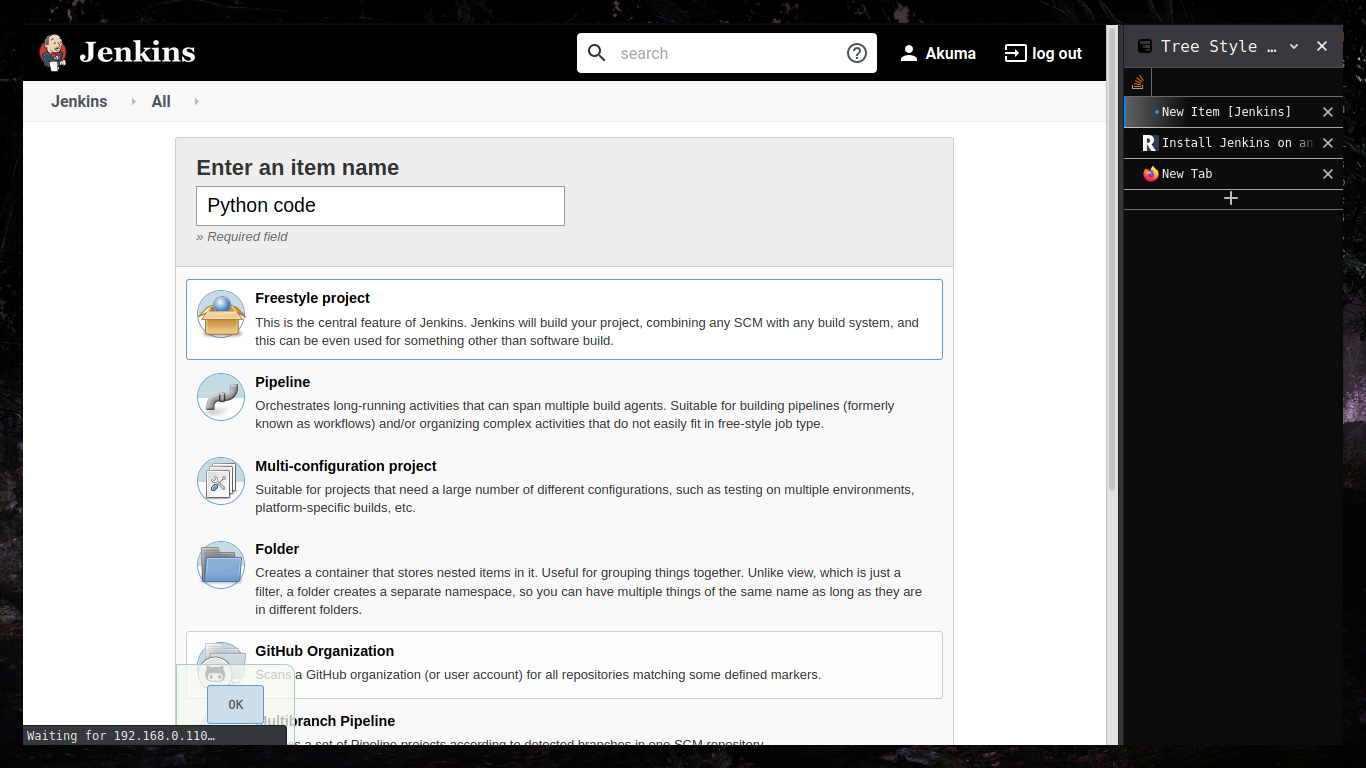 Jenkins
search
Akuma
log out
Tree Style …
Jenkins
All
New Item [Jenkins]
Install Jenkins on an
New Tab
Enter an item name
Python code
» Required field
Freestyle project
This is the central feature of Jenkins. Jenkins will build your project, combining any SCM with any build system, and
this can be even used for something other than software build.
Pipeline
Orchestrates long-running activities that can span multiple build agents. Suitable for building pipelines (formerly
known as workflows) and/or organizing complex activities that do not easily fit in free-style job type.
Multi-configuration project
Suitable for projects that need a large number of different configurations, such as testing on multiple environments,
platform-specific builds, etc.
Folder
Creates a container that stores nested items in it. Useful for grouping things together. Unlike view, which is just a
filter, a folder creates a separate namespace, so you can have multiple things of the same name as long as they are
in different folders.
GitHub Organization
Scans a GitHub organization (or user account) for all repositories matching some defined markers.
OK
Multibranch Pipeline
a set of Pipeline projects according to detected branches in one SCM repository.
Waiting for 192.168.0.110…